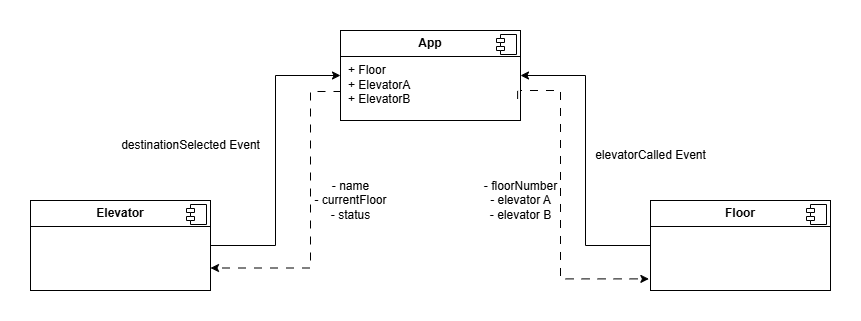 App
+ Floor
+ ElevatorA
+ ElevatorB
destinationSelected Event
elevatorCalled Event
- name
- currentFloor
- status
- floorNumber
- elevator A
- elevator B
Elevator
Floor